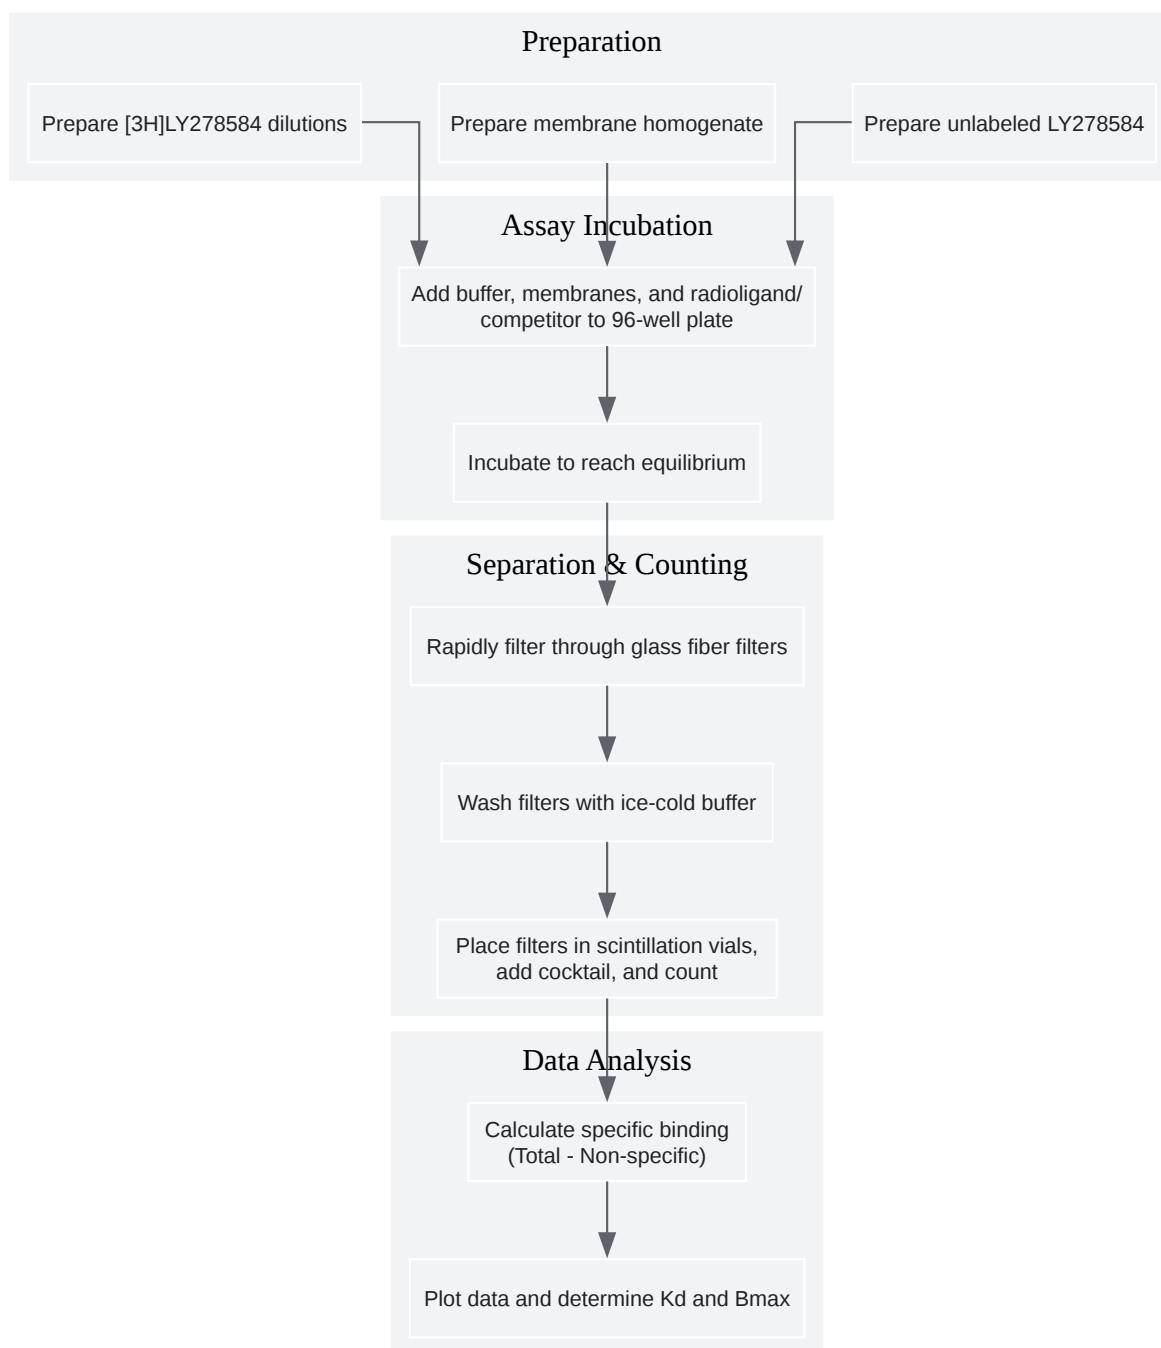 Preparation
Prepare [3H]LY278584 dilutions
Prepare membrane homogenate
Prepare unlabeled LY278584
Assay Incubation
Add buffer, membranes, and radioligand/
competitor to 96-well plate
Incubate to reach equilibrium
Separation & Counting
Rapidly filter through glass fiber filters
Wash filters with ice-cold buffer
Place filters in scintillation vials,
add cocktail, and count
Data Analysis
Calculate specific binding
(Total - Non-specific)
Plot data and determine Kd and Bmax